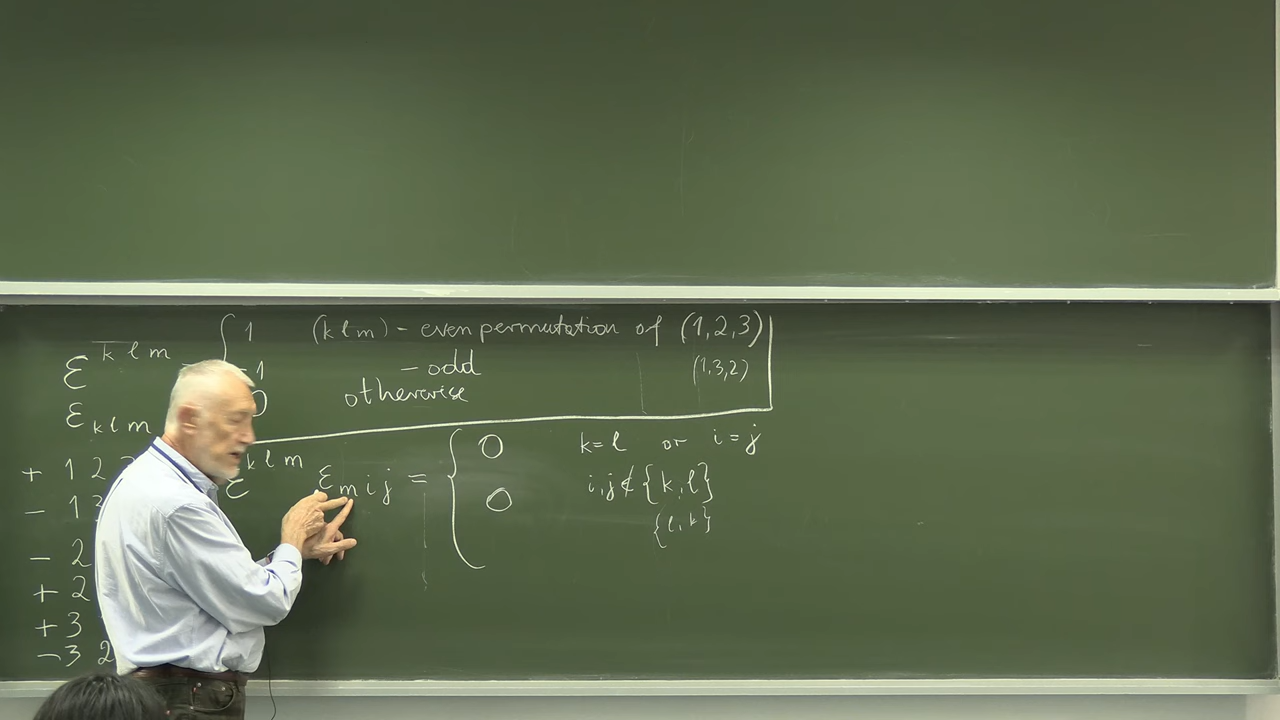 ε^{klm} { 1 (klm) – even permutation of (1,2,3)
-1 – odd (1,3,2)
ε_{klm} 0 otherwise
ε^{klm} ε_{mij} = { 0 k=l or i=j
0 i,j∉{k,l}
{l,k}
+ 1 2
– 1 3
– 2
+ 2
+ 3
– 3 2